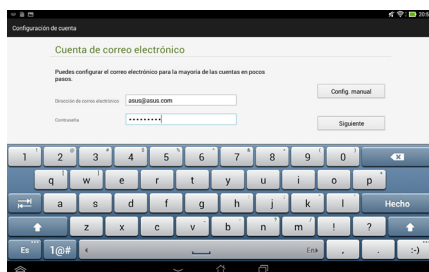 20:5
Configuración de cuenta
Cuenta de correo electrónico
Puedes configurar el correo electrónico para la mayoría de las cuentas en pocos
pasos.
Config. manual
Dirección de correo electrónico asus@asus.com
Contraseña •••••••••
Siguiente
1 2 @ 3 # 4 $ 5 % 6 ^ 7 & 8 * 9 ( 0 )
q w e r t y u i o p
a s d f g h j k l Hecho
z x c v b n m ! ?
Es 1@# En , . :-)